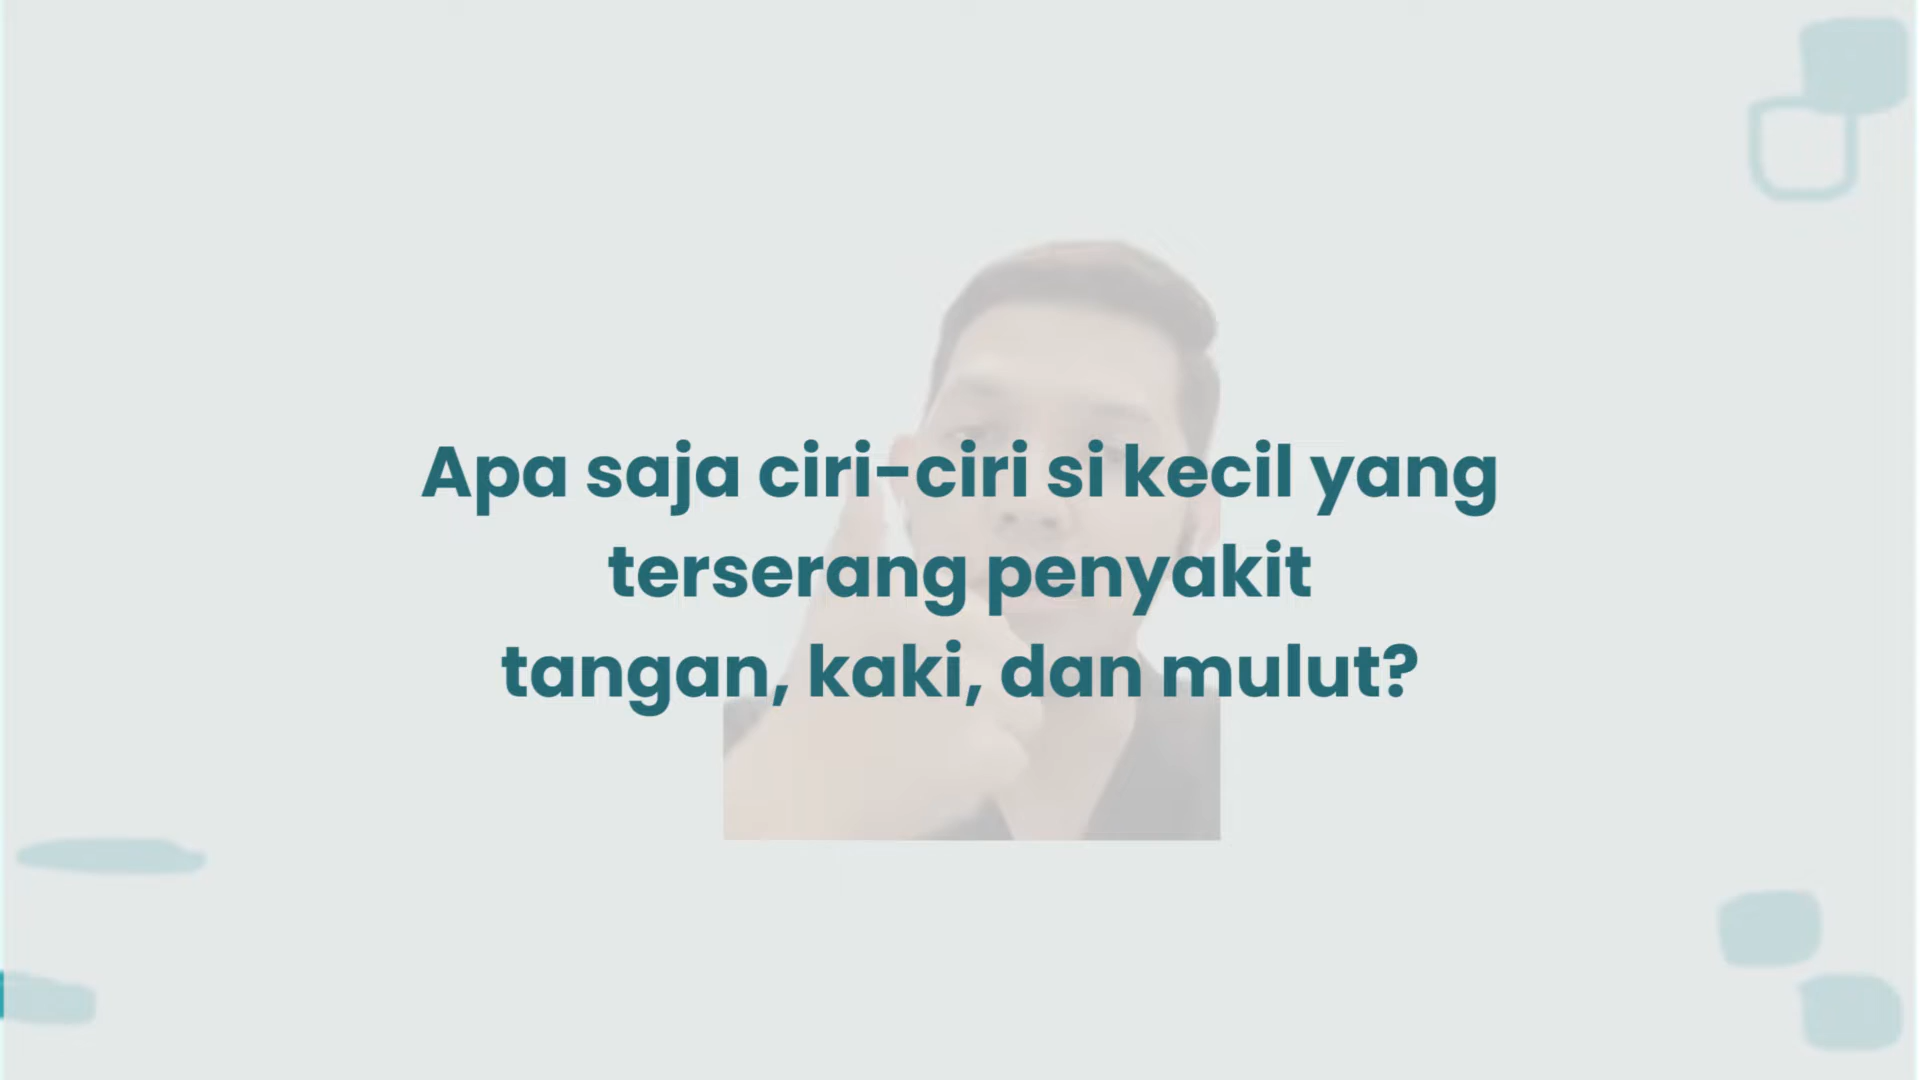 Apa saja ciri-ciri si kecil yang
terserang penyakit
tangan, kaki, dan mulut?